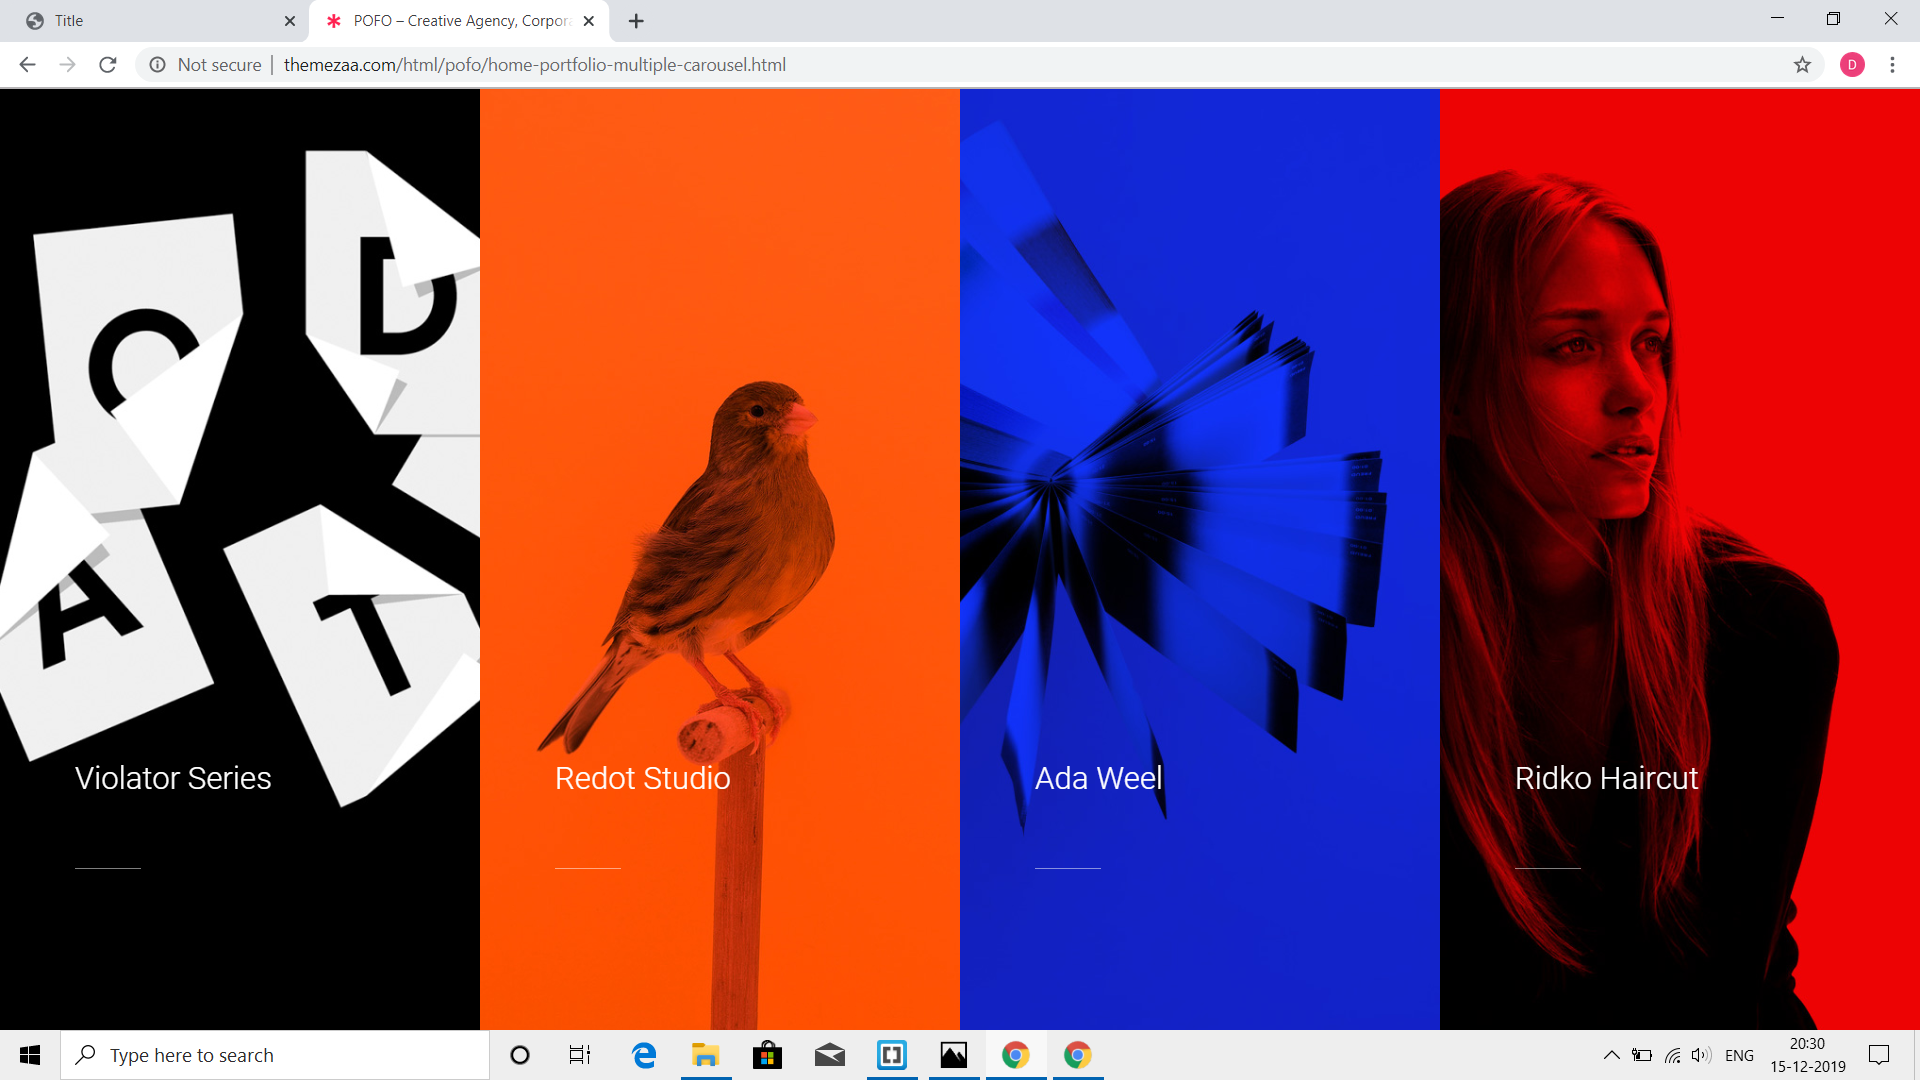 Title
POFO – Creative Agency, Corpor
Not secure
themezaa.com/html/pofo/home-portfolio-multiple-carousel.html
D
O
D
A
T
Violator Series
Redot Studio
Ada Weel
Ridko Haircut
Type here to search
ENG
20:30
15-12-2019